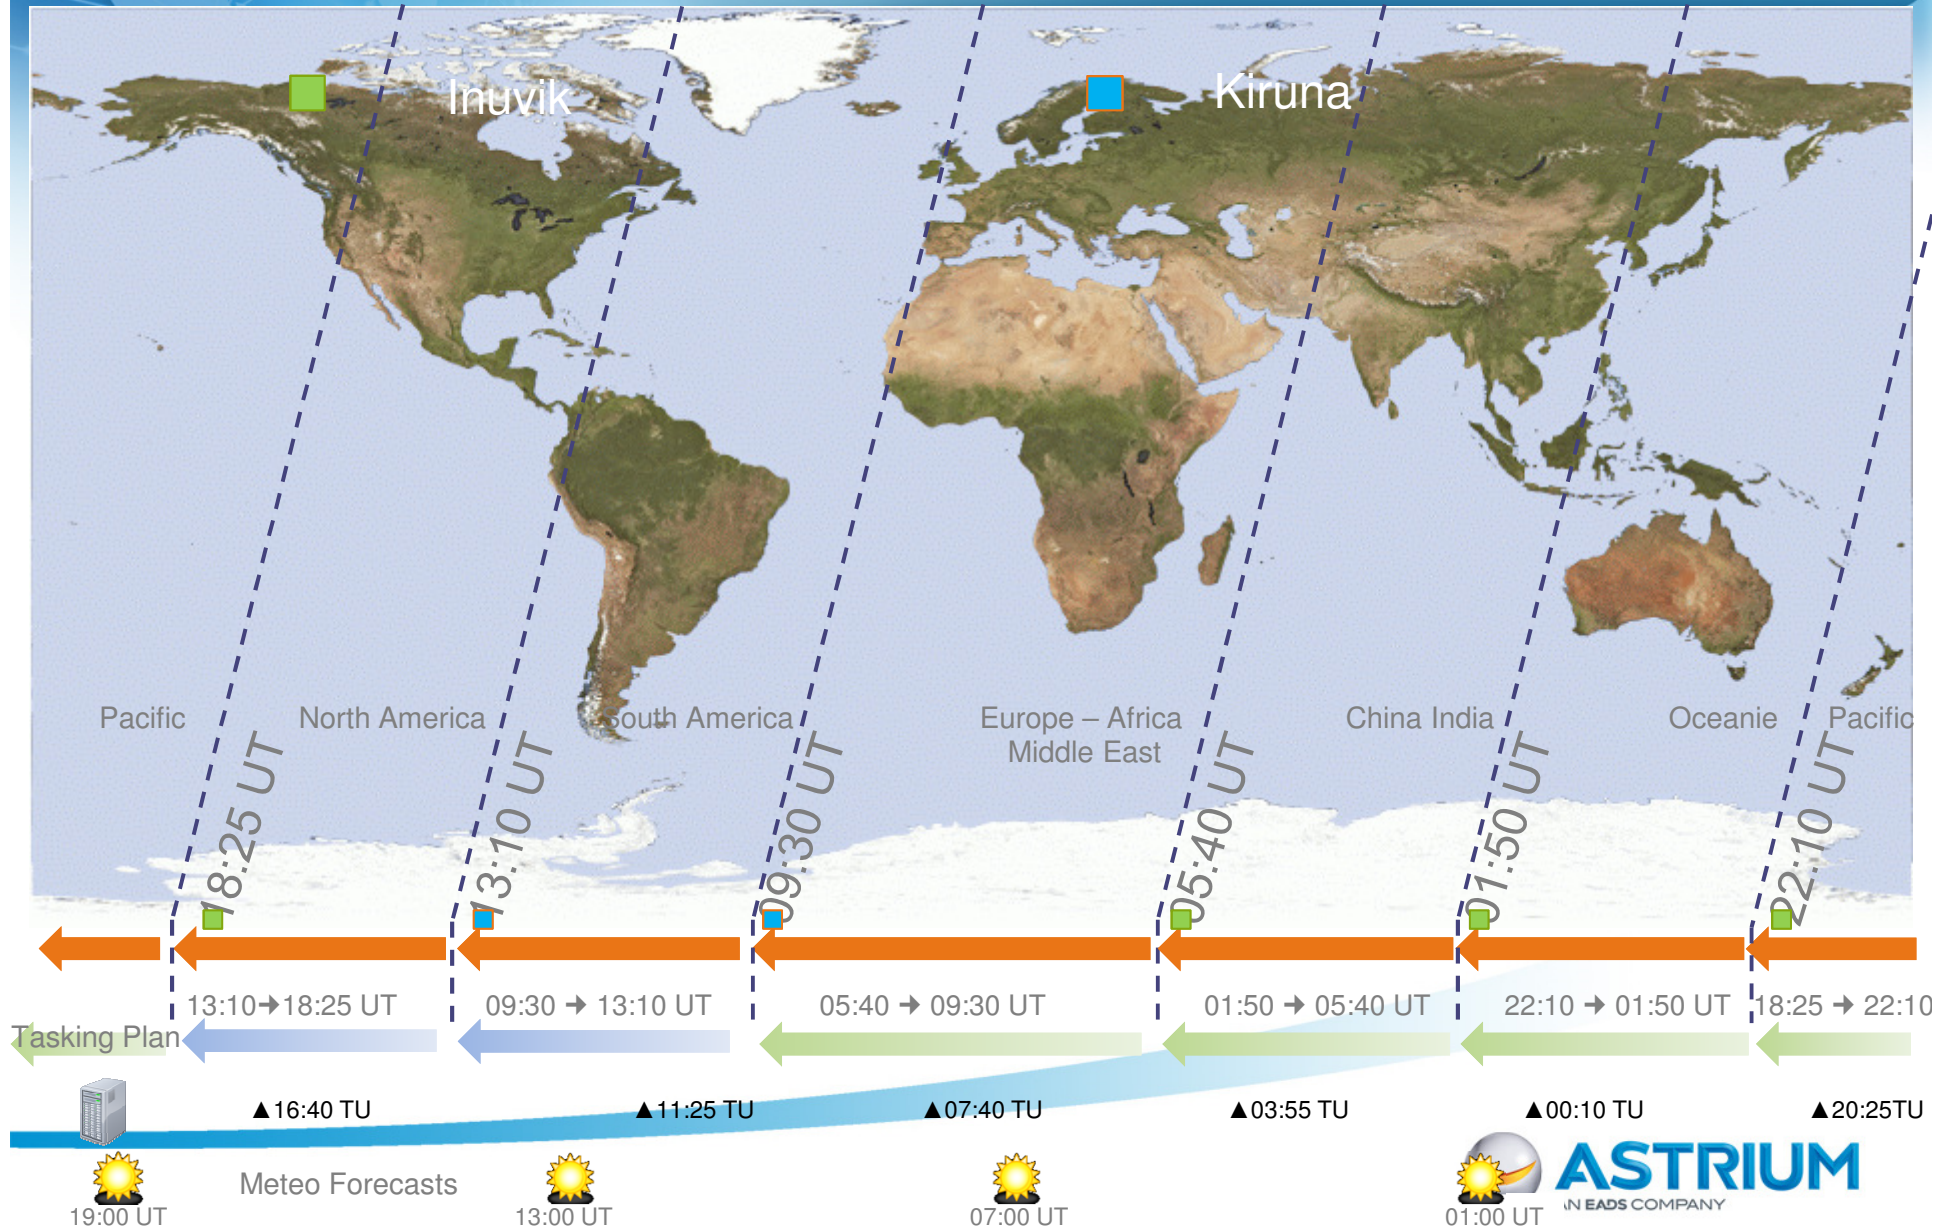 Inuvik
Kiruna
Pacific
North America
South America
Europe – Africa
Middle East
China India
Oceanie
Pacific
18:25 UT
13:10 UT
09:30 UT
05:40 UT
01:50 UT
22:10 UT
13:10➔18:25 UT
09:30 ➔ 13:10 UT
05:40 ➔ 09:30 UT
01:50 ➔ 05:40 UT
22:10 ➔ 01:50 UT
18:25 ➔ 22:10
Tasking Plan
▲16:40 TU
▲11:25 TU
▲07:40 TU
▲03:55 TU
▲00:10 TU
▲20:25TU
Meteo Forecasts
19:00 UT
13:00 UT
07:00 UT
01:00 UT
ASTRIUM
AN EADS COMPANY